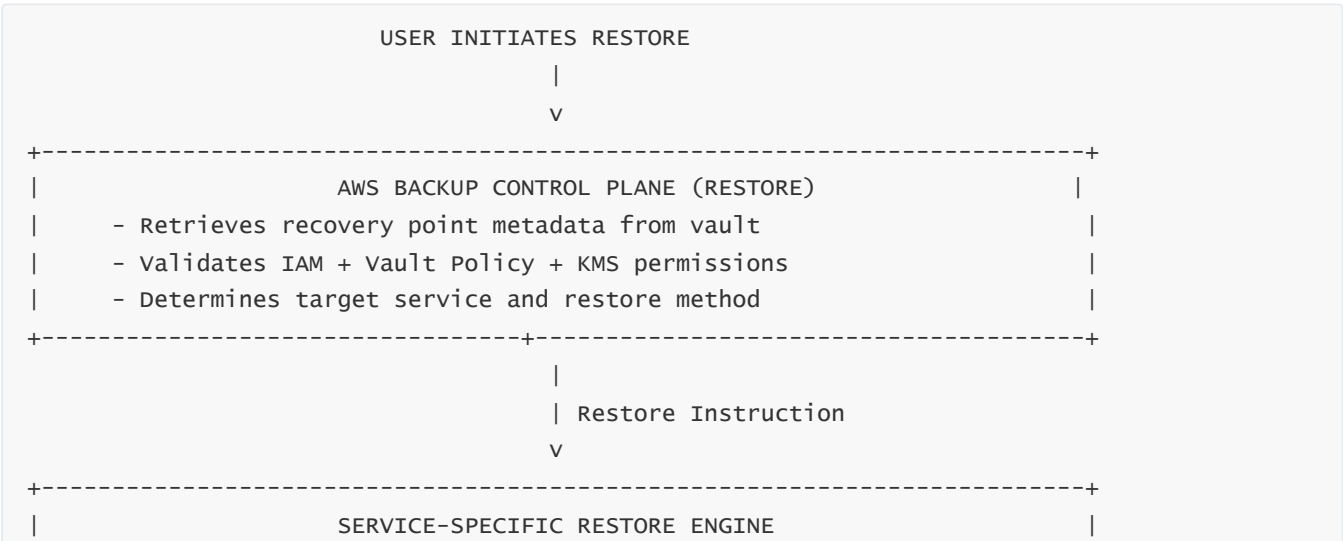 USER INITIATES RESTORE
|
v
+--------------------------------------------------------------------------+
| AWS BACKUP CONTROL PLANE (RESTORE) |
| - Retrieves recovery point metadata from vault |
| - Validates IAM + Vault Policy + KMS permissions |
| - Determines target service and restore method |
+----------------------------------+---------------------------------------+
|
| Restore Instruction
v
+--------------------------------------------------------------------------+
| SERVICE-SPECIFIC RESTORE ENGINE |